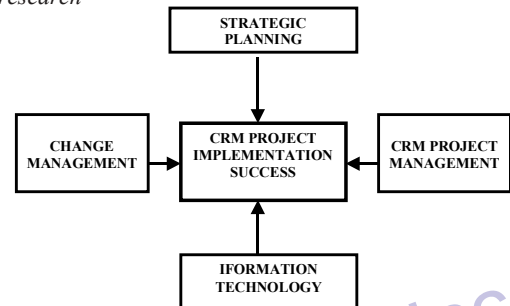 research
STRATEGIC
PLANNING
CHANGE
MANAGEMENT
CRM PROJECT
IMPLEMENTATION
SUCCESS
CRM PROJECT
MANAGEMENT
IFORMATION
TECHNOLOGY